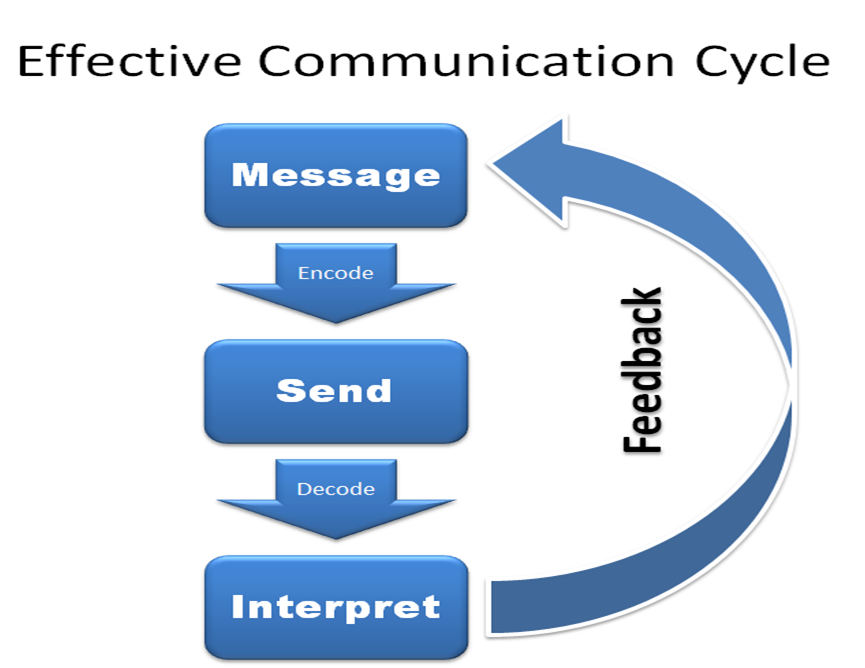 Effective Communication Cycle
Message
Encode
Send
Decode
Interpret
Feedback